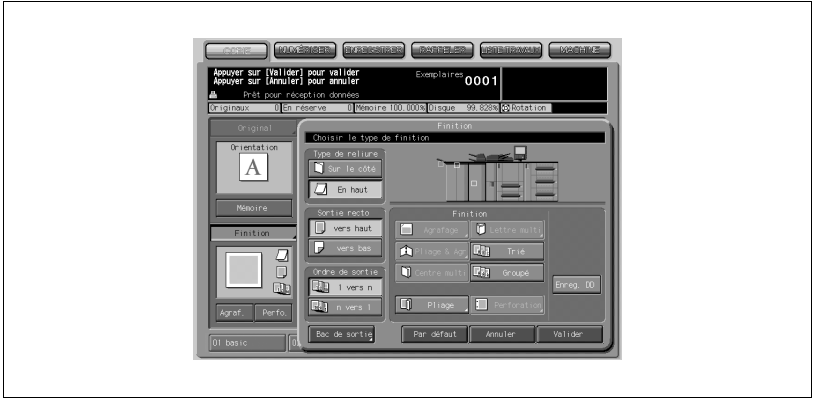 COPIE NUMÉRISER ENREGISTRER RAPPELER LISTE TRAVAUX MACHINE
Appuyer sur [Valider] pour valider
Appuyer sur [Annuler] pour annuler
Exemplaires 0001
Prêt pour réception données
Originaux 0 En réserve 0 Mémoire 100.000% Disque 99.828% Rotation
Original
Finition
Choisir le type de finition
Orientation
A
Type de reliure
Sur le côté
En haut
Mémoire
Sortie recto
Finition
vers haut
Agrafage
Lettre multi
Finition
vers bas
Pliage & Agr
Trié
Ordre de sortie
Centre multi
Groupé
1 vers n
Enreg. DD
n vers 1
Pliage
Perforation
Agraf. Perfo.
Bac de sortie
Par défaut
Annuler
Valider
01 basic